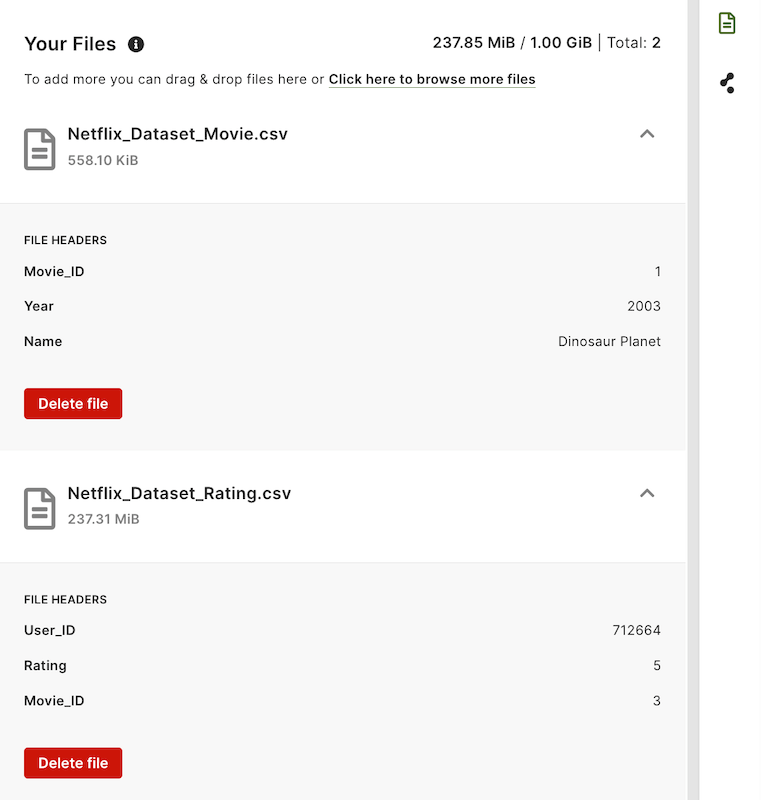 Your Files 237.85 MiB / 1.00 GiB | Total: 2
To add more you can drag & drop files here or Click here to browse more files
Netflix_Dataset_Movie.csv
558.10 KiB
FILE HEADERS
Movie_ID 1
Year 2003
Name Dinosaur Planet
Delete file
Netflix_Dataset_Rating.csv
237.31 MiB
FILE HEADERS
User_ID 712664
Rating 5
Movie_ID 3
Delete file